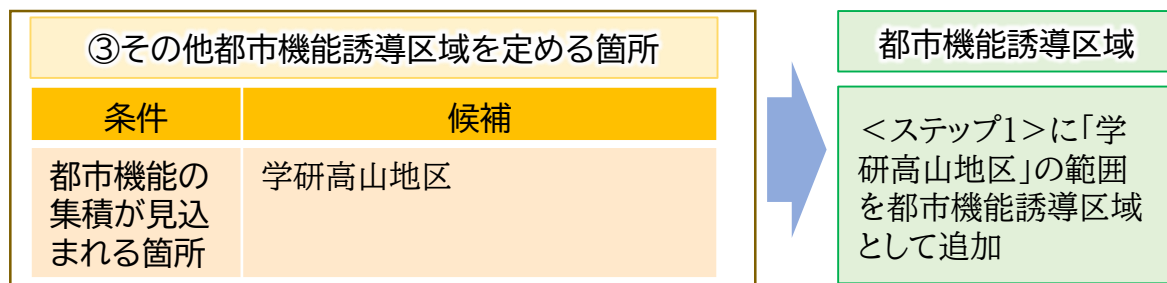 ③その他都市機能誘導区域を定める箇所
条件
候補
都市機能の
集積が見込
まれる箇所
学研高山地区
都市機能誘導区域
＜ステップ1＞に「学
研高山地区」の範囲
を都市機能誘導区域
として追加